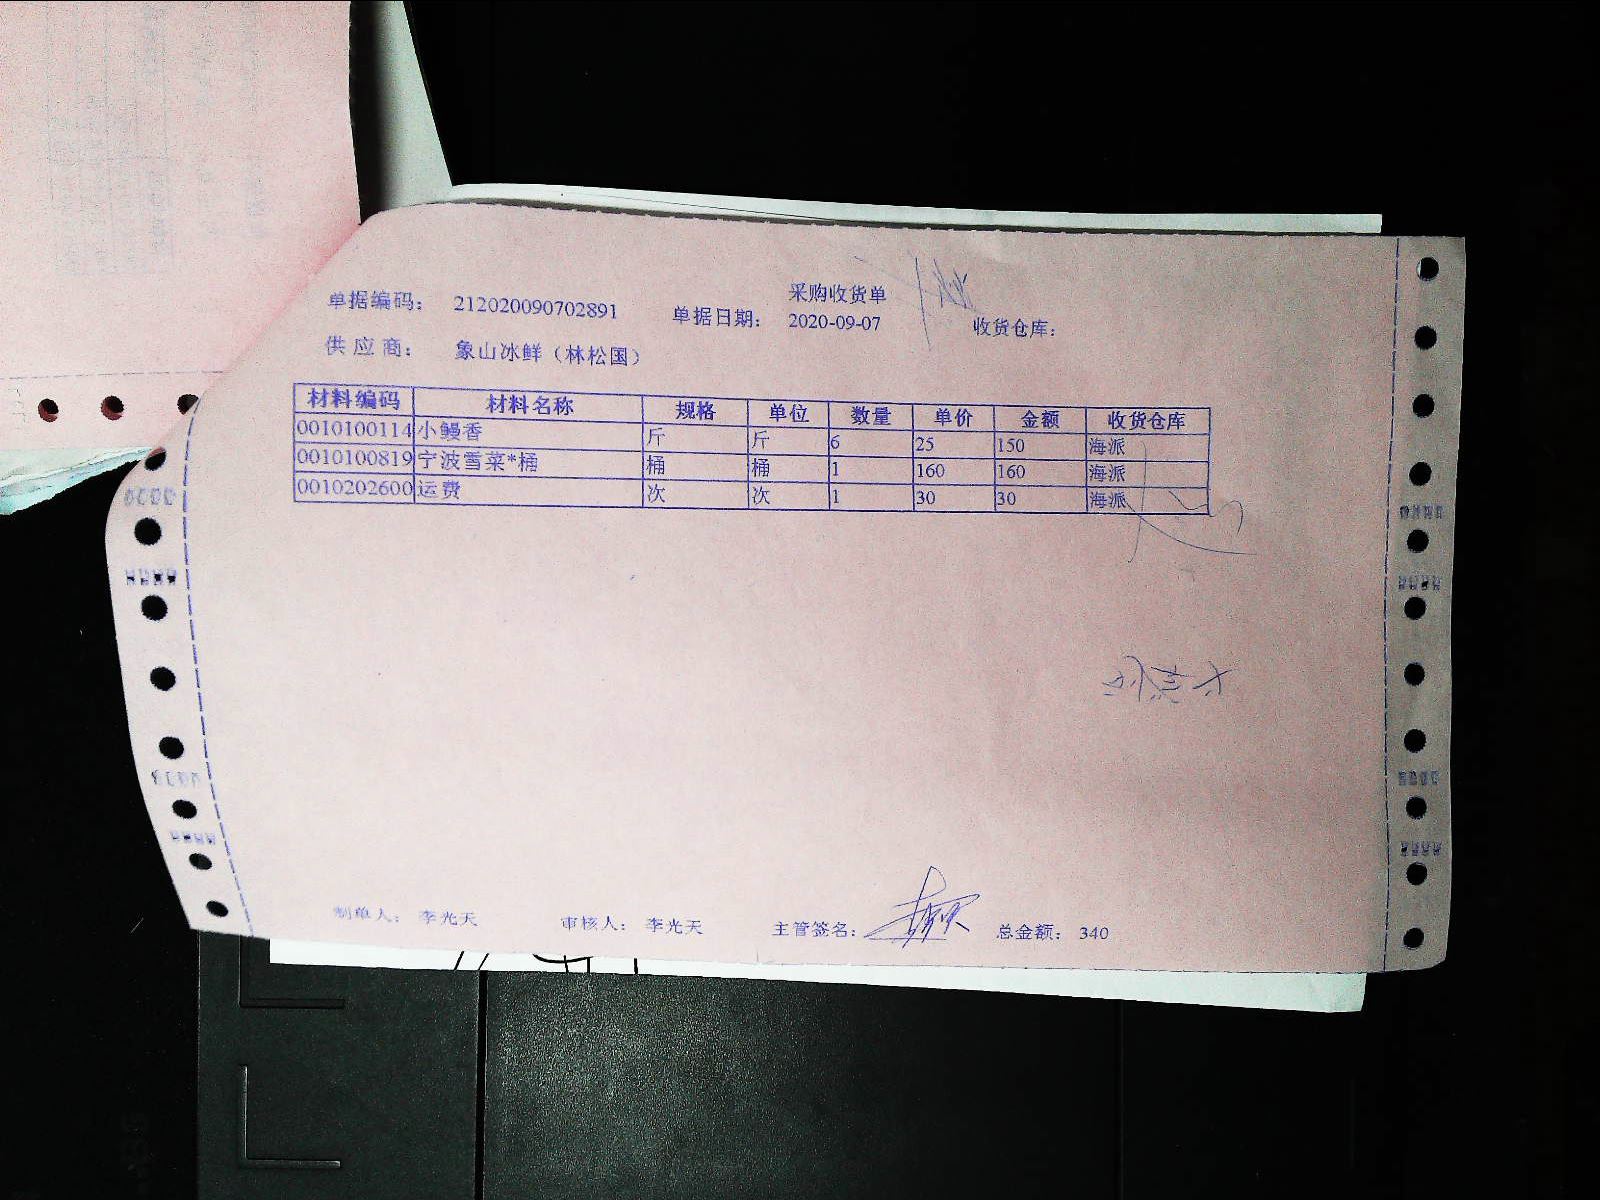 采购收货单
单据编码： 212020090702891 单据日期： 2020-09-07 收货仓库：
供应商： 象山冰鲜（林松国）
材料编码 材料名称 规格 单位 数量 单价 金额 收货仓库
0010100114 小鳗香 斤 斤 6 25 150 海派
0010100819 宁波雪菜*桶 桶 桶 1 160 160 海派
0010202600 运费 次 次 1 30 30 海派
制单人： 李光天 审核人： 李光天 主管签名： 总金额： 340